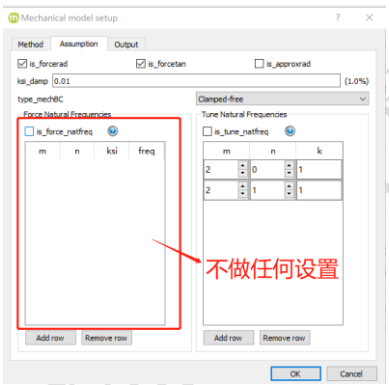 Mechanical model setup
Method Assumption Output
is_forcerad is_forcetan is_approxrad
ksi_damp 0.01 (1.0%)
type_mechBC Clamped-free
Force Natural Frequencies Tune Natural Frequencies
is_force_natfreq is_tune_natfreq
m n ksi freq m n k
2 0 1
2 1 1
不做任何设置
Add row Remove row Add row Remove row
OK Cancel